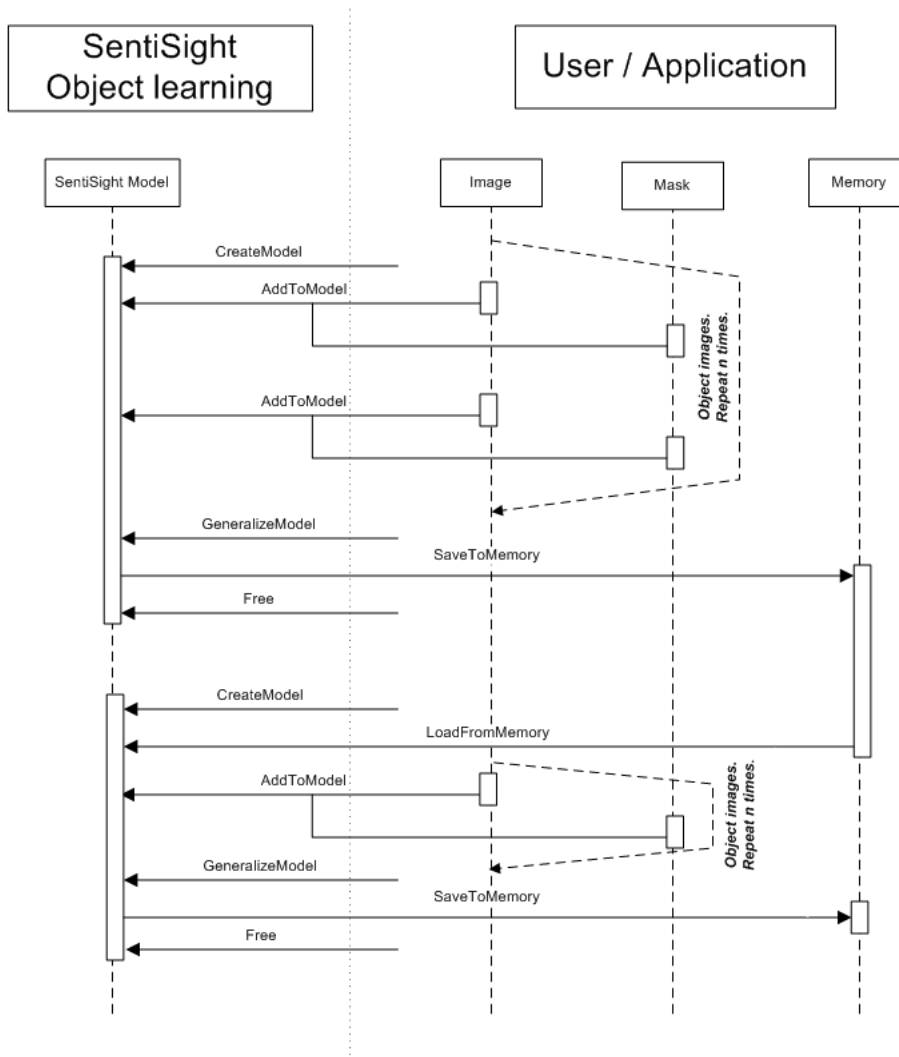 SentiSight
Object learning
User / Application
SentiSight Model
Image
Mask
Memory
CreateModel
AddToModel
Object images.
Repeat n times.
AddToModel
GeneralizeModel
SaveToMemory
Free
CreateModel
LoadFromMemory
AddToModel
Object images.
Repeat n times.
GeneralizeModel
SaveToMemory
Free